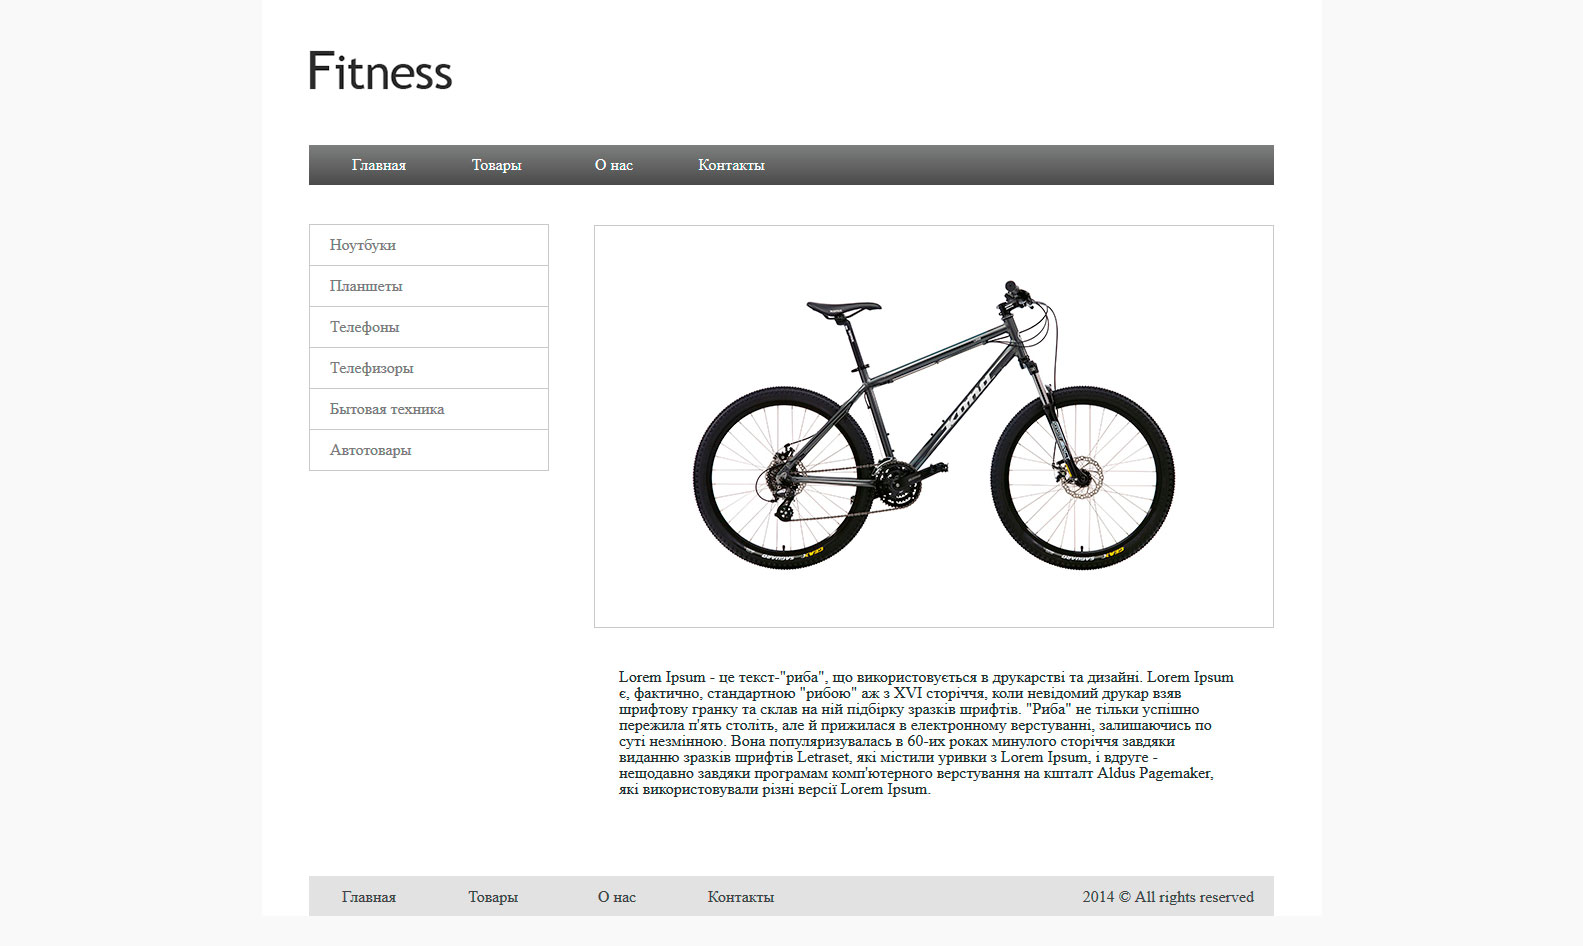 Fitness
Главная Товары О нас Контакты
Ноутбуки
Планшеты
Телефоны
Телефизоры
Бытовая техника
Автотовары
KONA
Lorem Ipsum - це текст-"риба", що використовується в друкарстві та дизайні. Lorem Ipsum
є, фактично, стандартною "рибою" аж з XVI сторіччя, коли невідомий друкар взяв
шрифтову гранку та склав на ній підбірку зразків шрифтів. "Риба" не тільки успішно
пережила п'ять століть, але й прижилася в електронному верстуванні, залишаючись по
суті незмінною. Вона популяризувалась в 60-их роках минулого сторіччя завдяки
виданню зразків шрифтів Letraset, які містили уривки з Lorem Ipsum, і вдруге -
нещодавно завдяки програмам комп'ютерного верстування на кшталт Aldus Pagemaker,
які використовували різні версії Lorem Ipsum.
Главная Товары О нас Контакты 2014 © All rights reserved